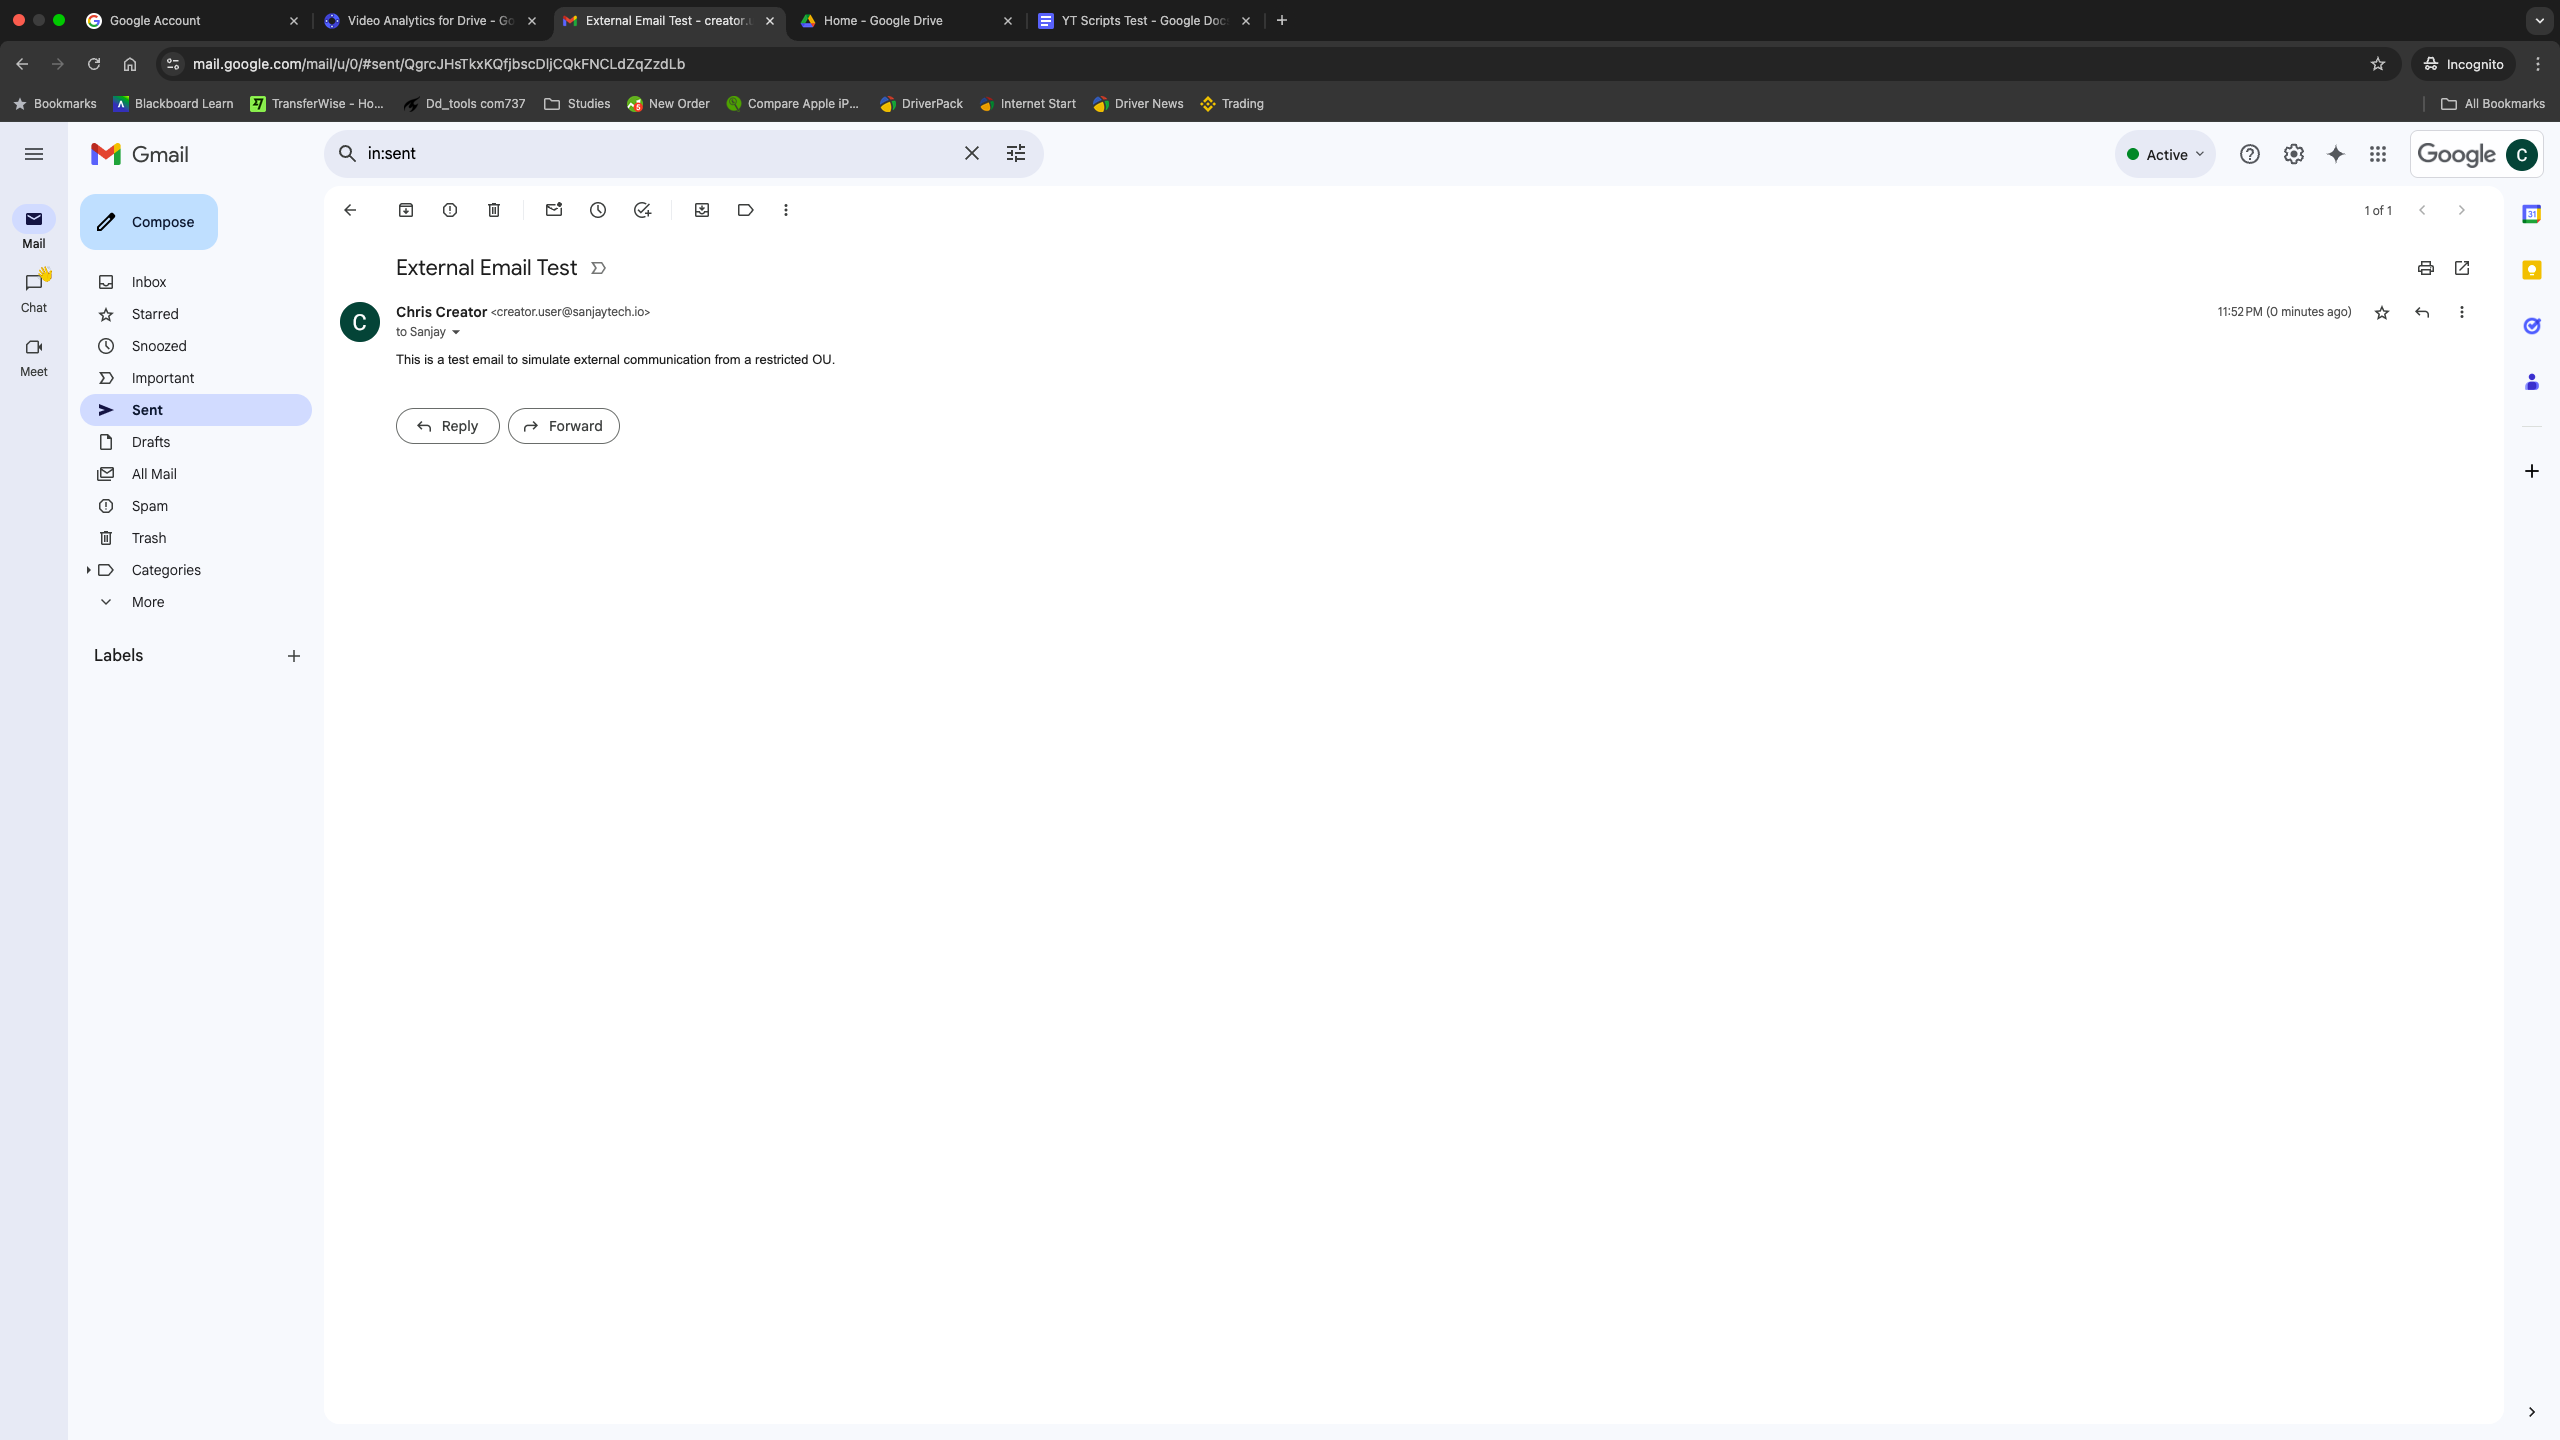 Google Account
Video Analytics for Drive - Go
External Email Test - creator.u
Home - Google Drive
YT Scripts Test - Google Docs
mail.google.com/mail/u/0/#sent/QgrcJHsTkxKQfjbscDljCQkFNCLdZqZzdLb
Incognito
Bookmarks
Blackboard Learn
TransferWise - Ho...
Dd_tools com737
Studies
New Order
Compare Apple iP...
DriverPack
Internet Start
Driver News
Trading
All Bookmarks
Gmail
in:sent
Active
Google
C
Compose
Mail
Chat
Meet
Inbox
Starred
Snoozed
Important
Sent
Drafts
All Mail
Spam
Trash
Categories
More
Labels
1 of 1
External Email Test
C
Chris Creator <creator.user@sanjaytech.io>
11:52 PM (0 minutes ago)
to Sanjay
This is a test email to simulate external communication from a restricted OU.
Reply
Forward
31